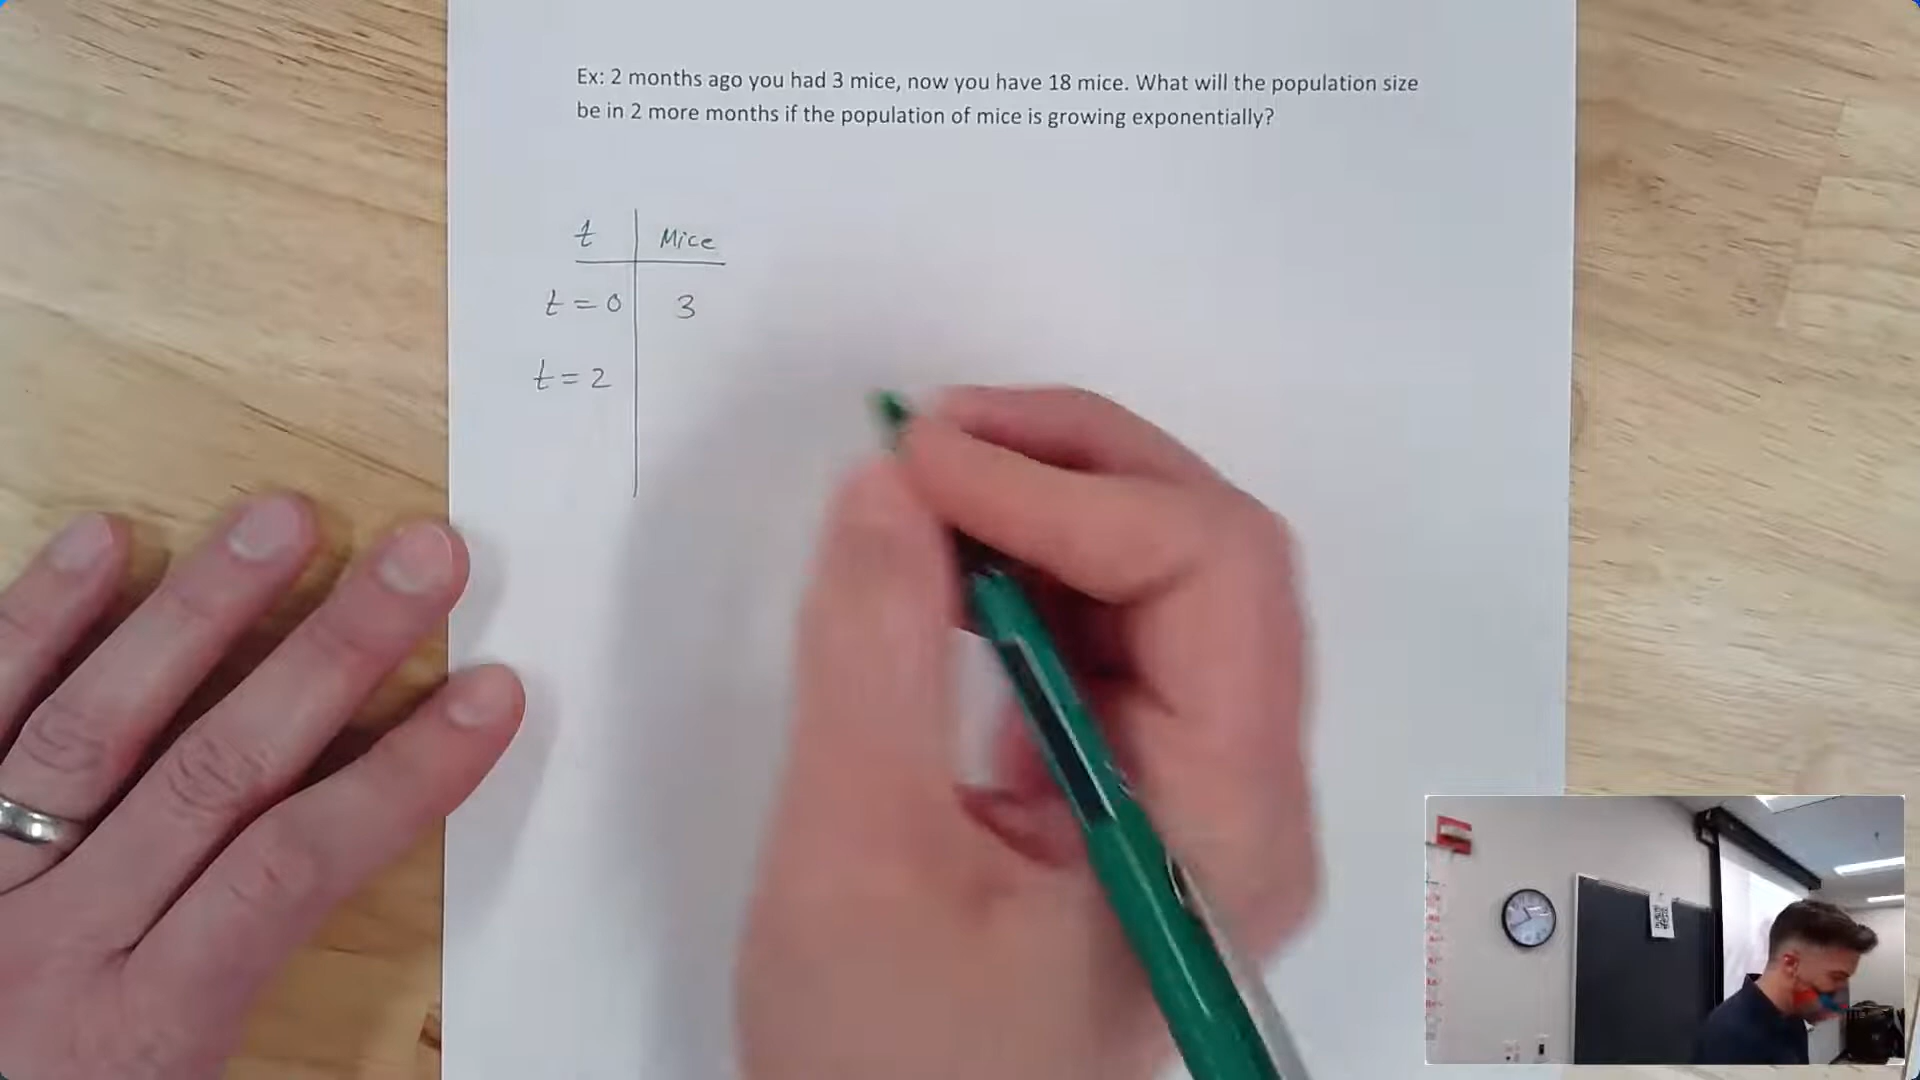 Ex: 2 months ago you had 3 mice, now you have 18 mice. What will the population size
be in 2 more months if the population of mice is growing exponentially?
t Mice
t = 0 3
t = 2